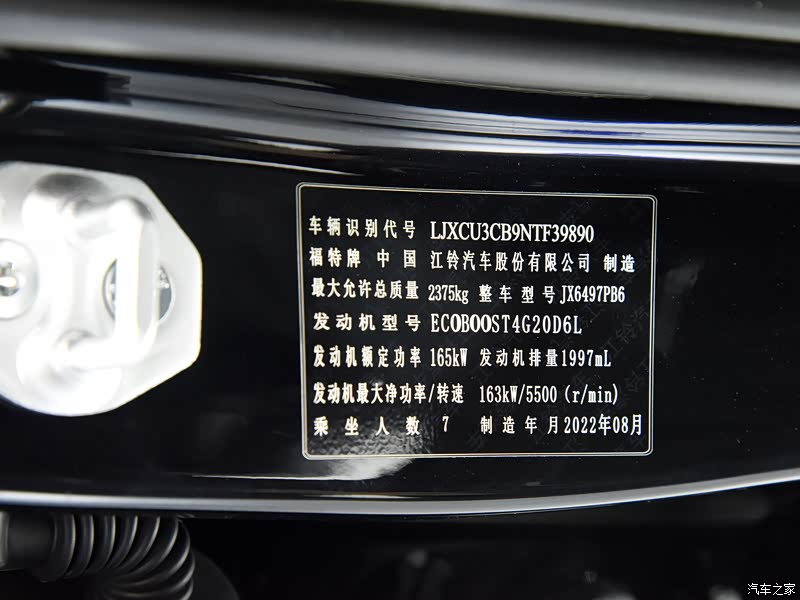 车辆识别代号 LJXCU3CB9NTF39890
福特牌 中国 江铃汽车股份有限公司 制造
最大允许总质量 2375kg 整车型号 JX6497PB6
发动机型号 ECOBOOST4G20D6L
发动机额定功率 165kW 发动机排量 1997mL
发动机最大净功率/转速 163kW/5500 (r/min)
乘坐人数 7 制造年月 2022年08月
汽车之家